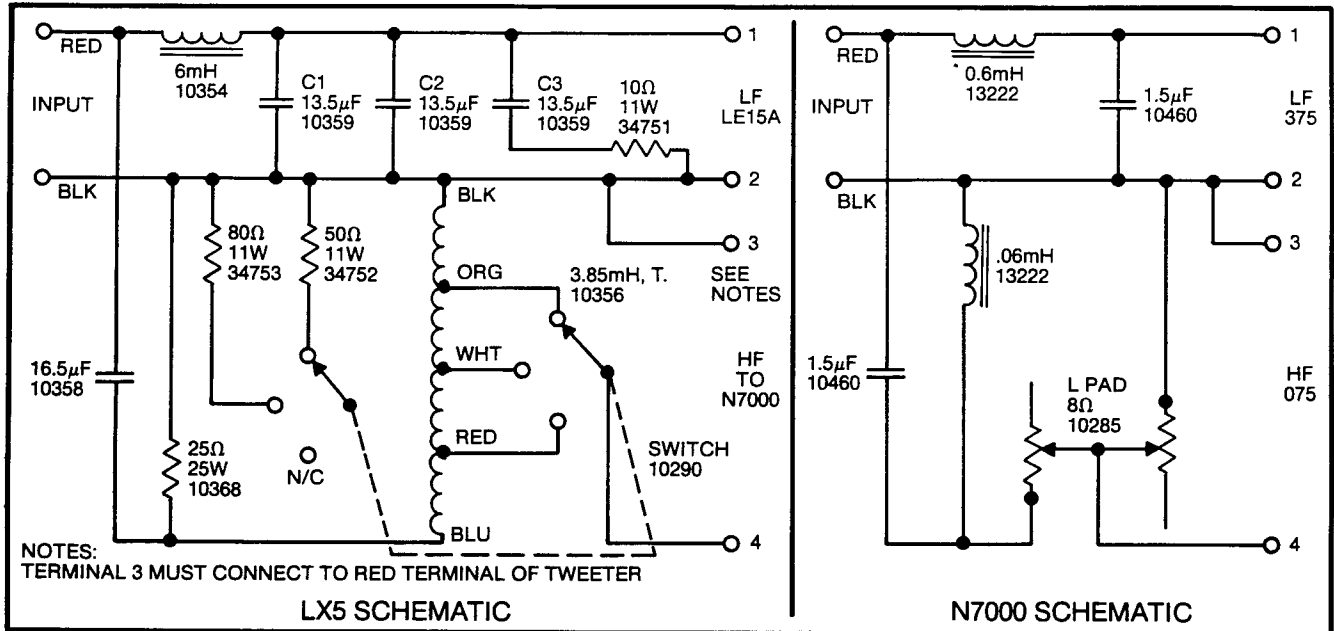 RED
6mH
10354
INPUT
BLK
C1
13.5µF
10359
C2
13.5µF
10359
C3
13.5µF
10359
10Ω
11W
34751
1
LF
LE15A
2
3
SEE
NOTES
80Ω
11W
34753
50Ω
11W
34752
BLK
ORG
WHT
RED
BLU
3.85mH, T.
10356
16.5µF
10358
25Ω
25W
10368
N/C
SWITCH
10290
HF
TO
N7000
4
NOTES:
TERMINAL 3 MUST CONNECT TO RED TERMINAL OF TWEETER
LX5 SCHEMATIC
RED
0.6mH
13222
INPUT
BLK
1.5µF
10460
1
LF
375
2
3
.06mH
13222
1.5µF
10460
L PAD
8Ω
10285
HF
075
4
N7000 SCHEMATIC